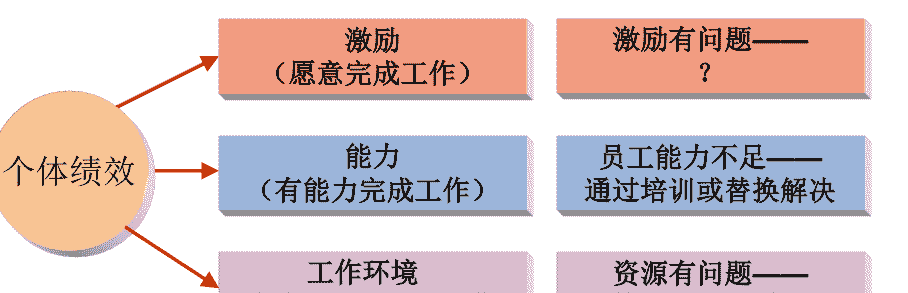 个体绩效
激励
（愿意完成工作）
激励有问题——
？
能力
（有能力完成工作）
员工能力不足——
通过培训或替换解决
工作环境
资源有问题——